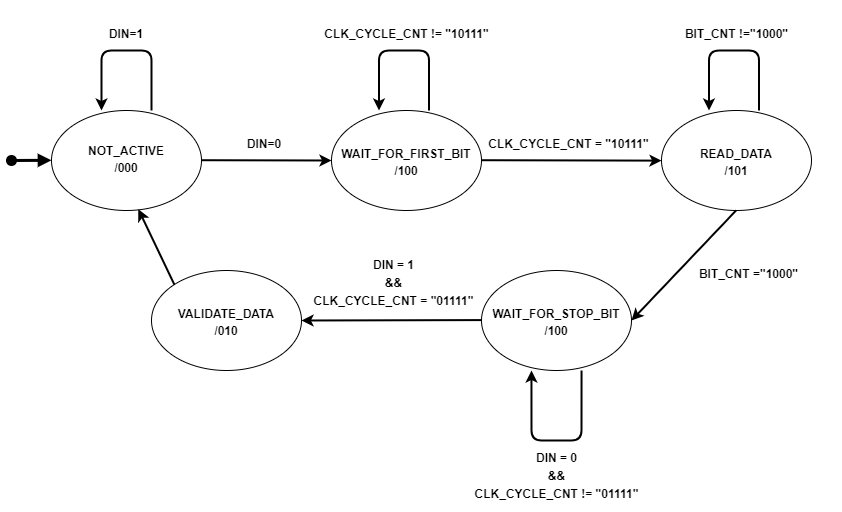 DIN=1
CLK_CYCLE_CNT != "10111"
BIT_CNT !="1000"
NOT_ACTIVE
/000
DIN=0
WAIT_FOR_FIRST_BIT
/100
CLK_CYCLE_CNT = "10111"
READ_DATA
/101
BIT_CNT ="1000"
DIN = 1
&&
CLK_CYCLE_CNT = "01111"
VALIDATE_DATA
/010
WAIT_FOR_STOP_BIT
/100
DIN = 0
&&
CLK_CYCLE_CNT != "01111"